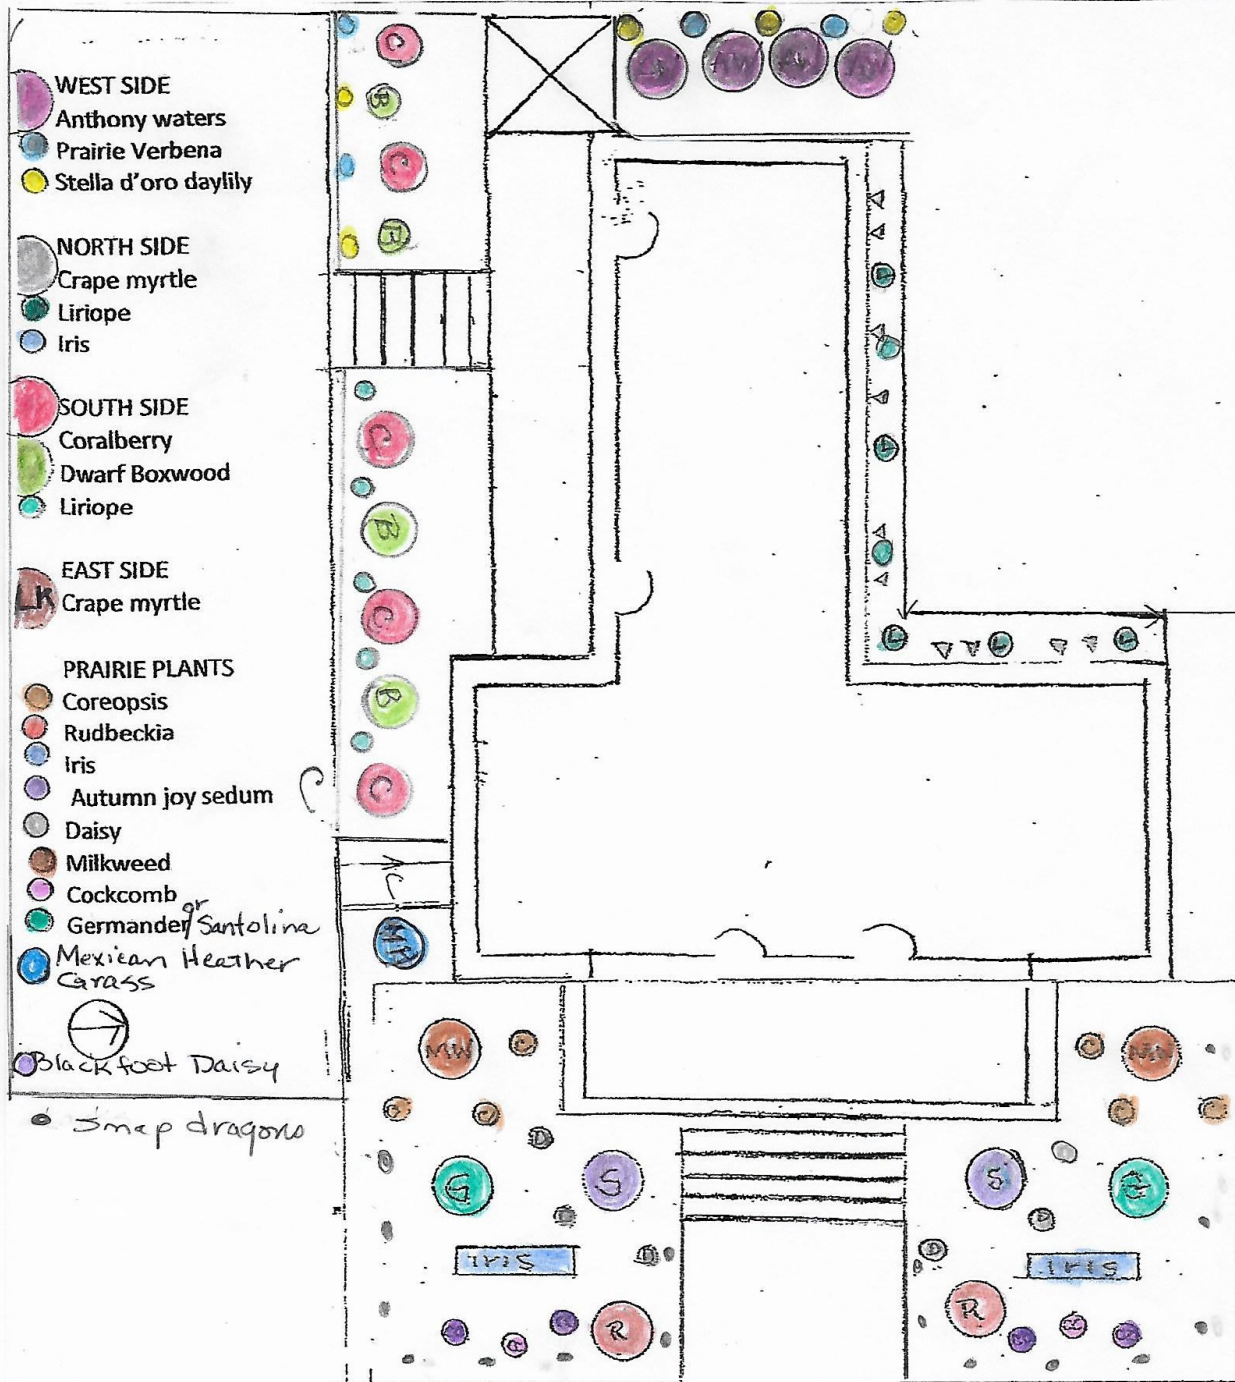 WEST SIDE
Anthony waters
Prairie Verbena
Stella d'oro daylily
NORTH SIDE
Crape myrtle
Liriope
Iris
SOUTH SIDE
Coralberry
Dwarf Boxwood
Liriope
EAST SIDE
LK Crape myrtle
PRAIRIE PLANTS
Coreopsis
Rudbeckia
Iris
Autumn joy sedum
Daisy
Milkweed
Cockcomb
Germander or Santolina
Mexican Heather
Grass
Blackfoot Daisy
Snap dragons
AW AW AW
C
B
C
B
L
L
C
B
C
B
C
L L L
C
MW C C
C C C C
D
G S S G
D D
D D
iris iris
R R